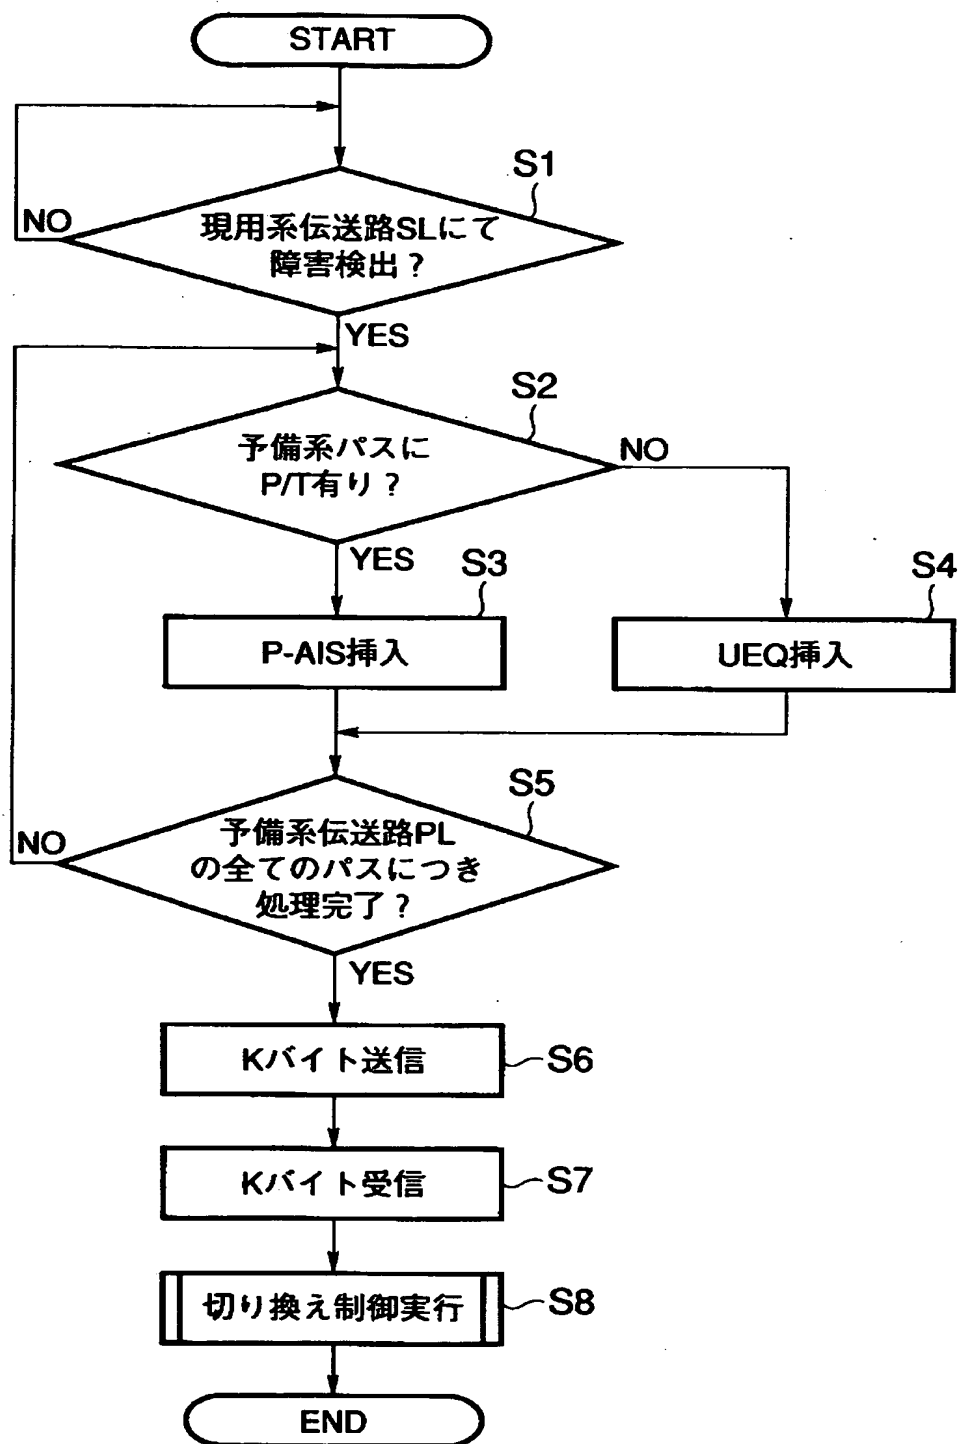 START
S1
NO
現用系伝送路SLにて
障害検出？
YES
S2
予備系パスに
P/T有り？
NO
YES
S3
S4
P-AIS挿入
UEQ挿入
S5
NO
予備系伝送路PL
の全てのパスにつき
処理完了？
YES
Kバイト送信
S6
Kバイト受信
S7
切り換え制御実行
S8
END